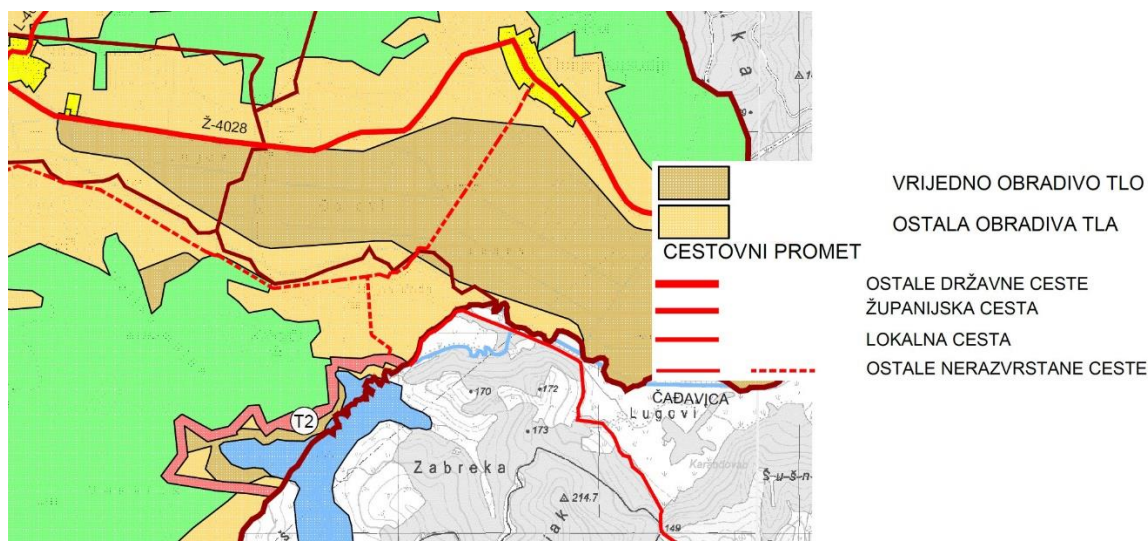 L-40
k a
Ž-4028
VRIJEDNO OBRADIVO TLO
OSTALA OBRADIVA TLA
CESTOVNI PROMET
OSTALE DRŽAVNE CESTE
ŽUPANIJSKA CESTA
LOKALNA CESTA
OSTALE NERAZVRSTANE CESTE
170
172
ČAĐAVICA
Lugovi
T2
173
Zabreka
214.7
149